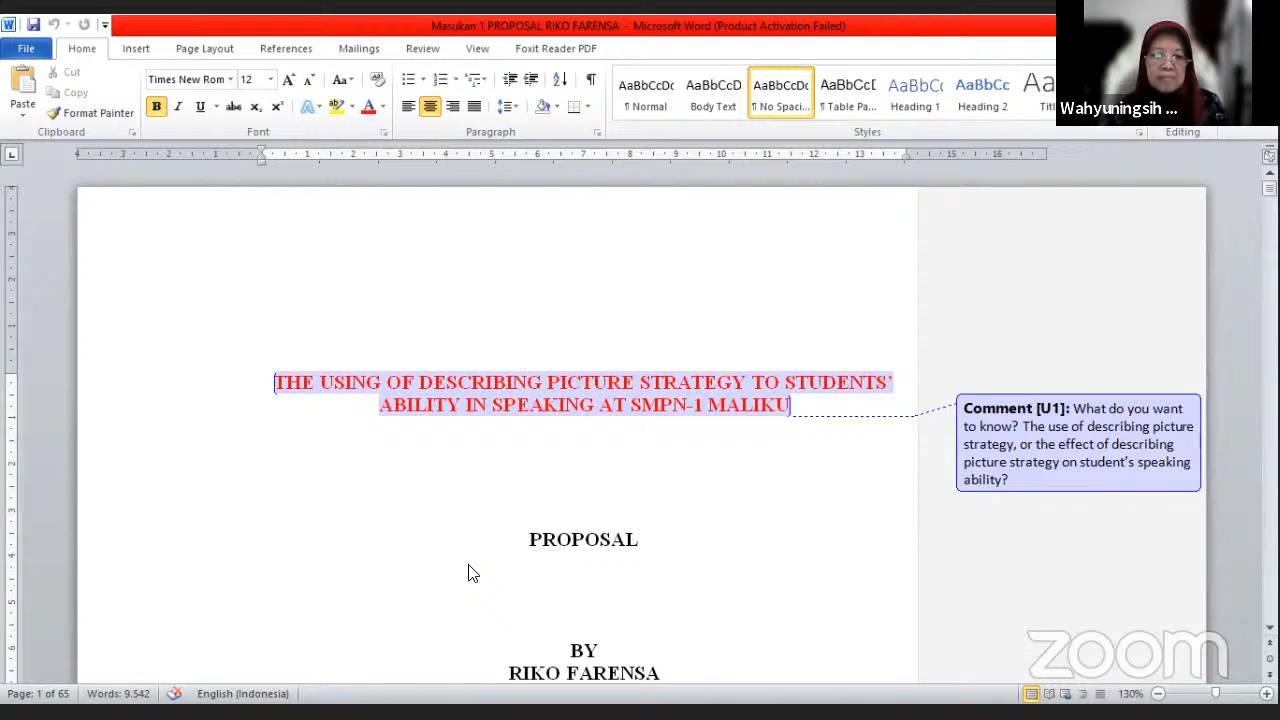 Masukan 1 PROPOSAL RIKO FARENSA - Microsoft Word (Product Activation Failed)
File Home Insert Page Layout References Mailings Review View Foxit Reader PDF
Cut
Copy
Paste
Format Painter
Clipboard
Times New Rom 12
Font
Paragraph
AaBbCcDc AaBbCcD AaBbCcDc AaBbCcDc AaBbC AaBbCc
¶ Normal Body Text ¶ No Spaci... ¶ Table Pa... Heading 1 Heading 2
Styles
Editing
Wahyuningsih ...
THE USING OF DESCRIBING PICTURE STRATEGY TO STUDENTS’
ABILITY IN SPEAKING AT SMPN-1 MALIKU
Comment [U1]: What do you want
to know? The use of describing picture
strategy, or the effect of describing
picture strategy on student’s speaking
ability?
PROPOSAL
BY
RIKO FARENSA
zoom
Page: 1 of 65 Words: 9.542 English (Indonesia) 130%